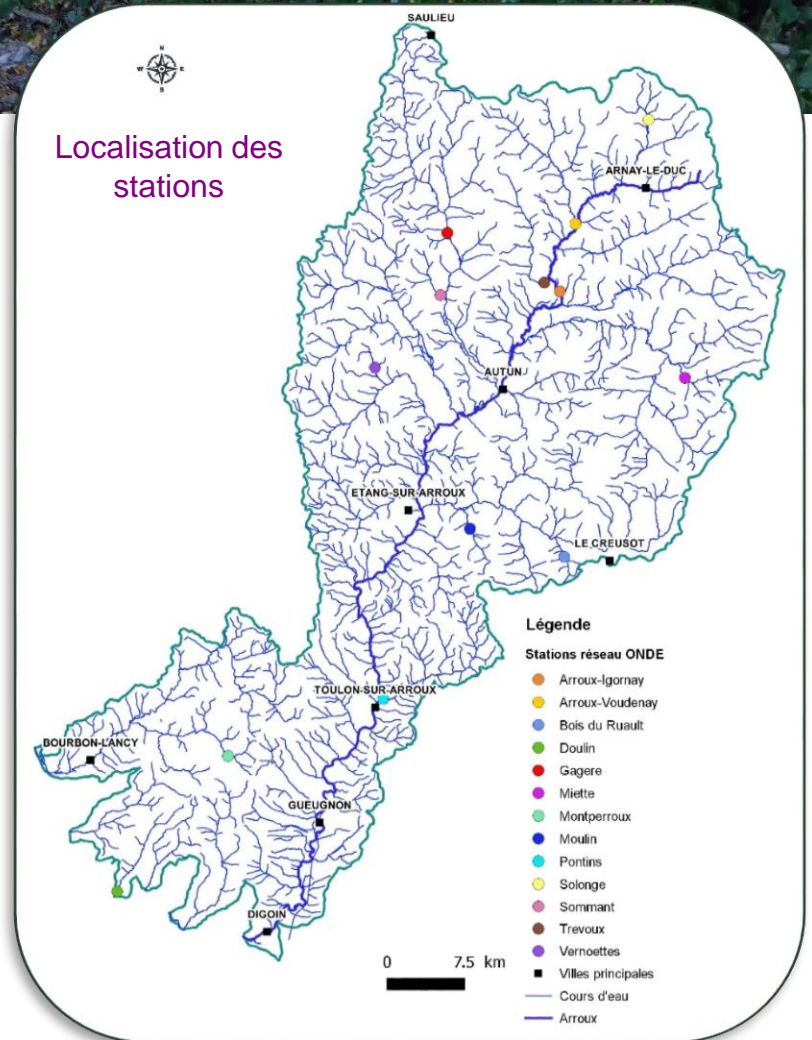 SAULIEU
N
W E
S
Localisation des
stations
ARNAY-LE-DUC
AUTUN
ETANG-SUR-ARROUX
LE CREUSOT
Légende
Stations réseau ONDE
Arroux-Igornay
TOULON-SUR-ARROUX
Arroux-Voudenay
Bois du Ruault
BOURBON-LANCY
Doulin
Gagere
Miette
Montperroux
GUEUGNON
Moulin
Pontins
Solonge
Sommant
DIGOIN
Trevoux
Vernoettes
0 7.5 km
Villes principales
Cours d'eau
Arroux